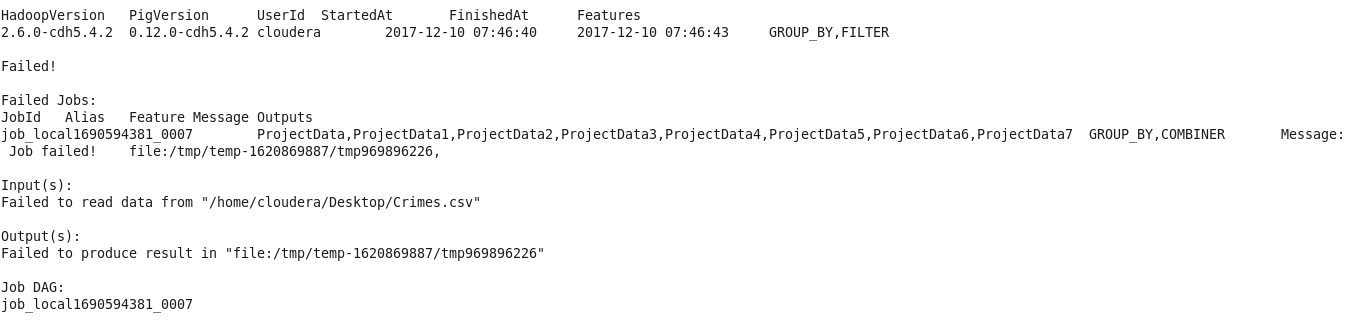 HadoopVersion PigVersion UserId StartedAt FinishedAt Features
2.6.0-cdh5.4.2 0.12.0-cdh5.4.2 cloudera 2017-12-10 07:46:40 2017-12-10 07:46:43 GROUP_BY,FILTER
Failed!
Failed Jobs:
JobId Alias Feature Message Outputs
job_local1690594381_0007 ProjectData,ProjectData1,ProjectData2,ProjectData3,ProjectData4,ProjectData5,ProjectData6,ProjectData7 GROUP_BY,COMBINER Message:
Job failed! file:/tmp/temp-1620869887/tmp969896226,
Input(s):
Failed to read data from "/home/cloudera/Desktop/Crimes.csv"
Output(s):
Failed to produce result in "file:/tmp/temp-1620869887/tmp969896226"
Job DAG:
job_local1690594381_0007